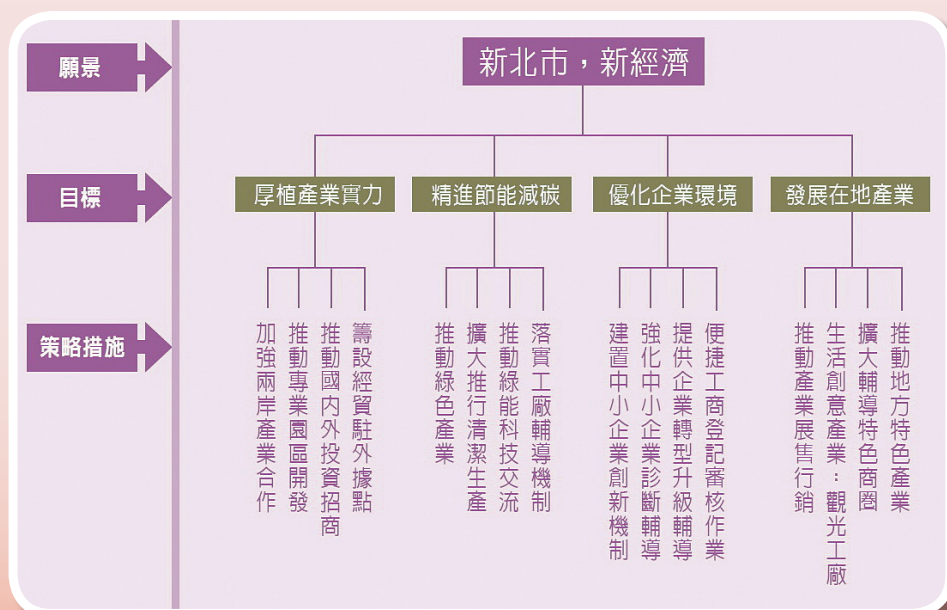 願景
新北市，新經濟
目標
厚植產業實力
精進節能減碳
優化企業環境
發展在地產業
策略措施
加強兩岸產業合作
推動專業園區開發
推動國內外投資招商
籌設經貿駐外據點
推動綠色產業
擴大推行清潔生產
推動綠能科技交流
落實工廠輔導機制
建置中小企業創新機制
強化中小企業診斷輔導
提供企業轉型升級輔導
便捷工商登記審核作業
推動產業展售行銷
生活創意產業：觀光工廠
擴大輔導特色商圈
推動地方特色產業